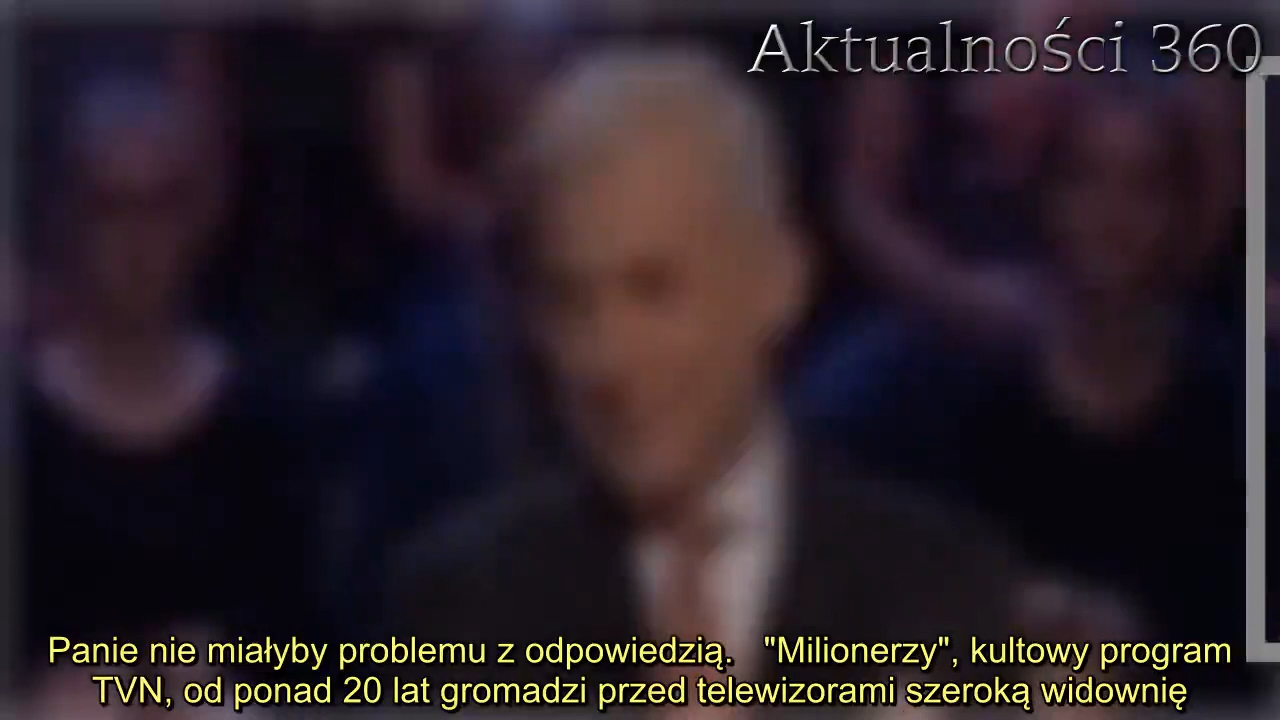 Aktualności 360
Panie nie miałyby problemu z odpowiedzią. "Milionerzy", kultowy program
TVN, od ponad 20 lat gromadzi przed telewizorami szeroką widownię